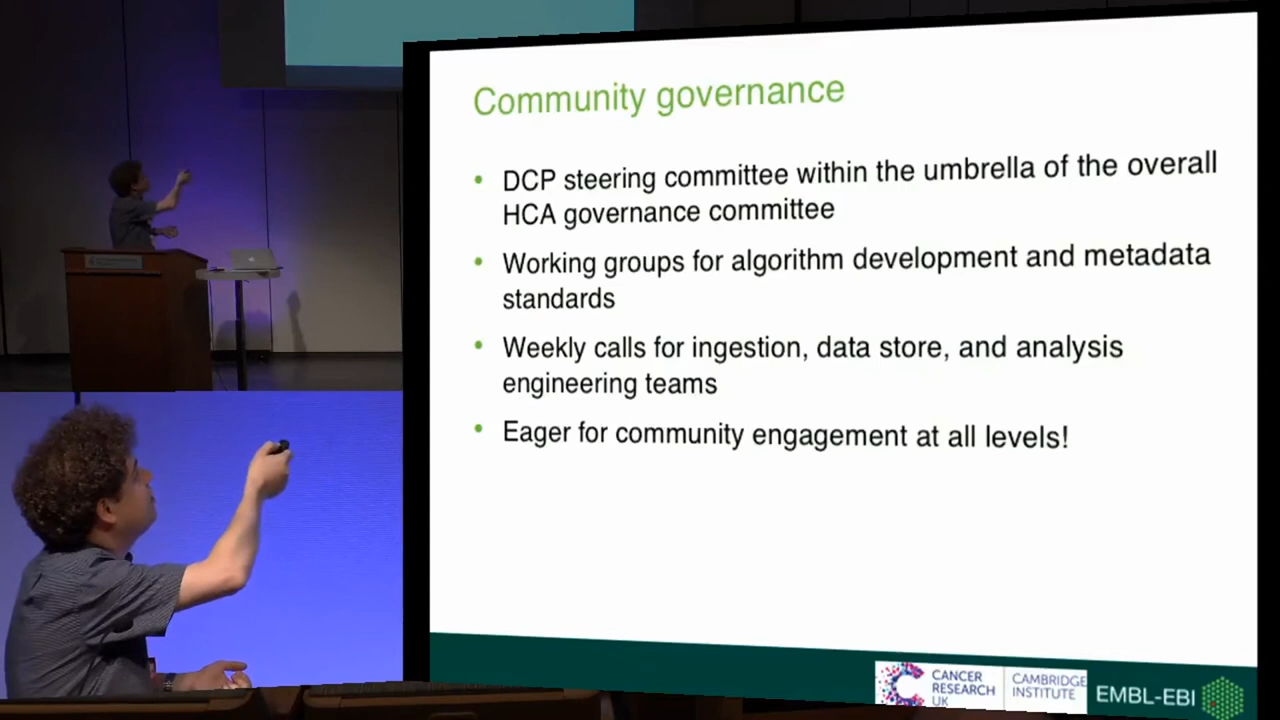 Community governance
DCP steering committee within the umbrella of the overall
HCA governance committee
Working groups for algorithm development and metadata
standards
Weekly calls for ingestion, data store, and analysis
engineering teams
Eager for community engagement at all levels!
CANCER
RESEARCH
UK
CAMBRIDGE
INSTITUTE
EMBL-EBI